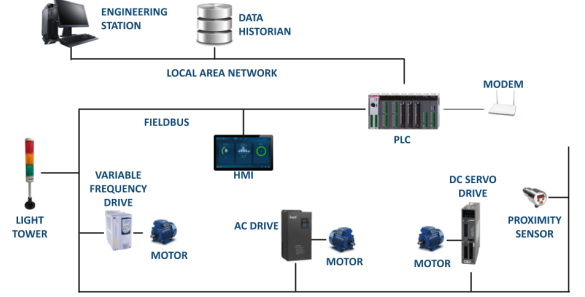 ENGINEERING
STATION
DATA
HISTORIAN
LOCAL AREA NETWORK
MODEM
FIELDBUS
PLC
HMI
VARIABLE
FREQUENCY
DRIVE
DC SERVO
DRIVE
LIGHT
TOWER
AC DRIVE
PROXIMITY
SENSOR
MOTOR
MOTOR
MOTOR